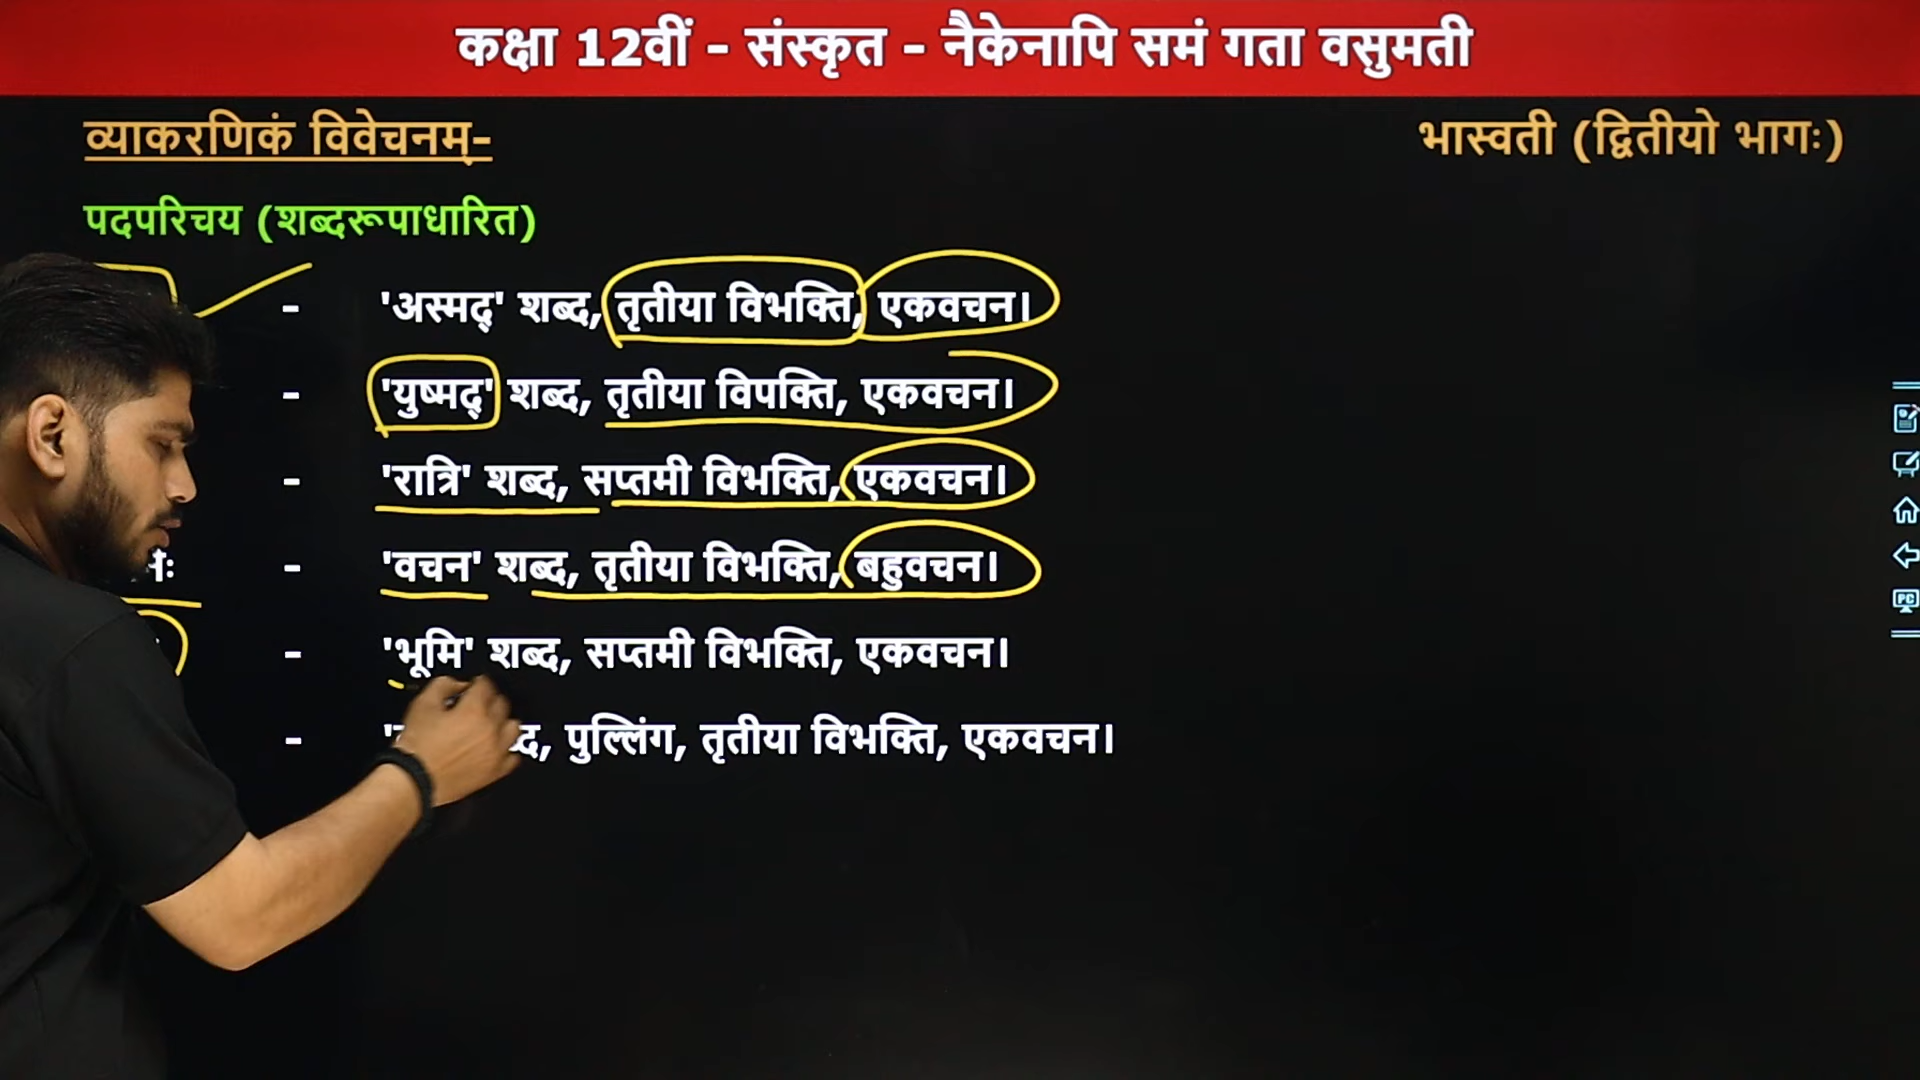 कक्षा 12वीं - संस्कृत - नैकेनापि समं गता वसुमती
व्याकरणिकं विवेचनम्-
भास्वती (द्वितीयो भागः)
पदपरिचय (शब्दरूपाधारित)
- 'अस्मद्' शब्द, तृतीया विभक्ति, एकवचन।
- 'युष्मद्' शब्द, तृतीया विपक्ति, एकवचन।
- 'रात्रि' शब्द, सप्तमी विभक्ति, एकवचन।
- 'वचन' शब्द, तृतीया विभक्ति, बहुवचन।
- 'भूमि' शब्द, सप्तमी विभक्ति, एकवचन।
- पुल्लिंग, तृतीया विभक्ति, एकवचन।
PC